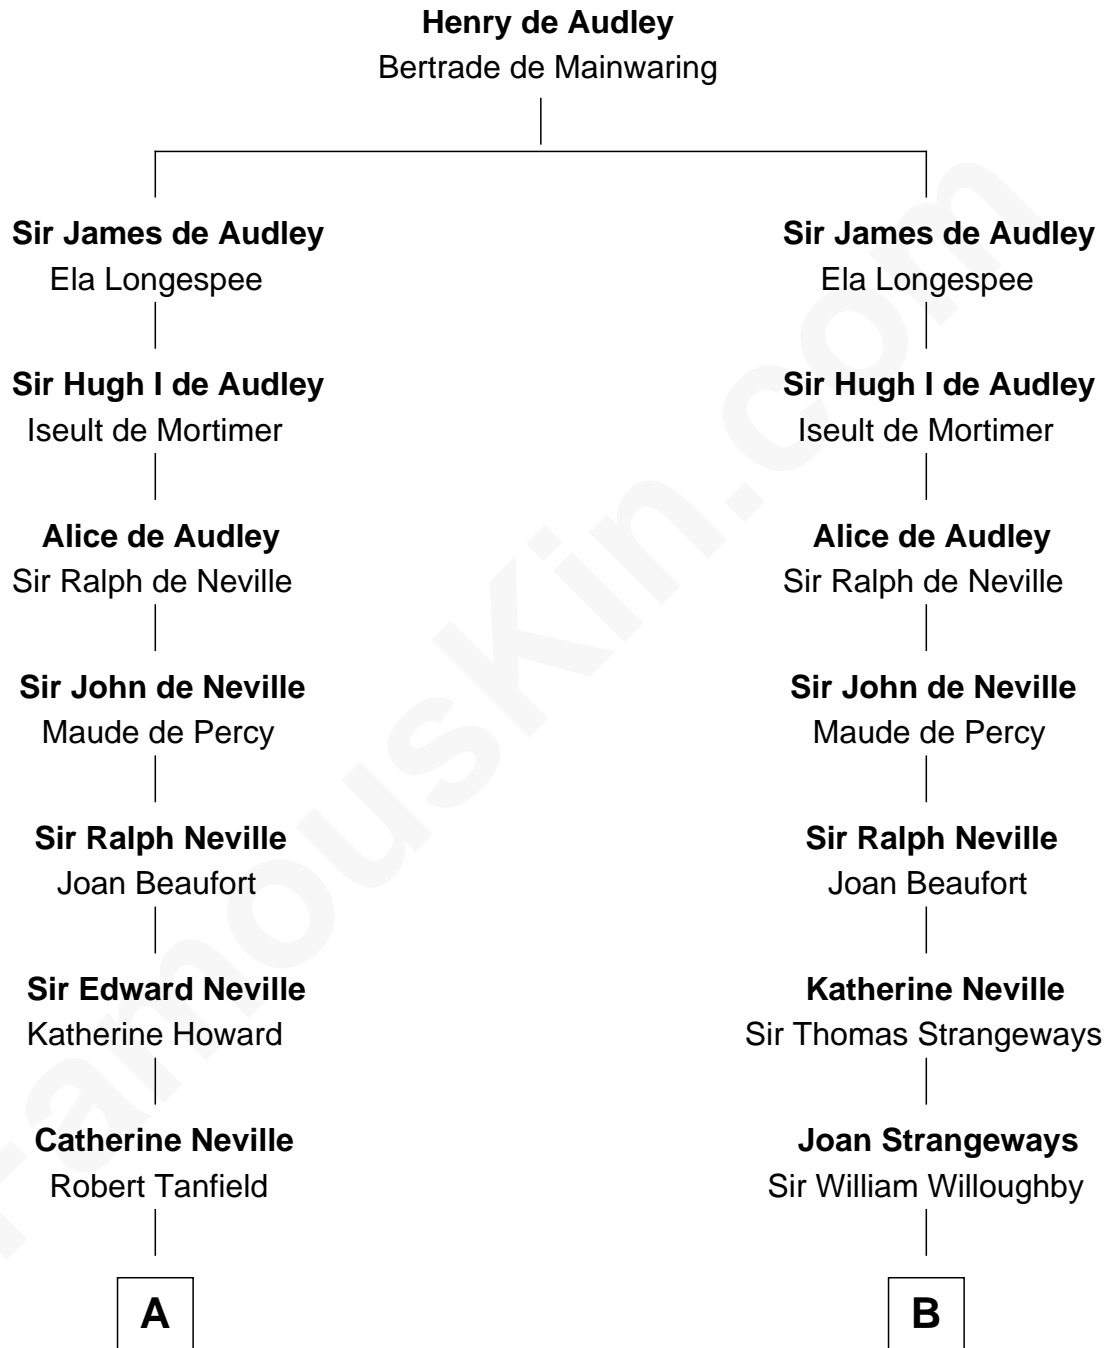 Henry de Audley
Bertrade de Mainwaring
Sir James de Audley
Ela Longespee
Sir Hugh I de Audley
Iseult de Mortimer
Alice de Audley
Sir Ralph de Neville
Sir John de Neville
Maude de Percy
Sir Ralph Neville
Joan Beaufort
Sir Edward Neville
Katherine Howard
Catherine Neville
Robert Tanfield
A
Sir James de Audley
Ela Longespee
Sir Hugh I de Audley
Iseult de Mortimer
Alice de Audley
Sir Ralph de Neville
Sir John de Neville
Maude de Percy
Sir Ralph Neville
Joan Beaufort
Katherine Neville
Sir Thomas Strangeways
Joan Strangeways
Sir William Willoughby
B
FamousKin.com